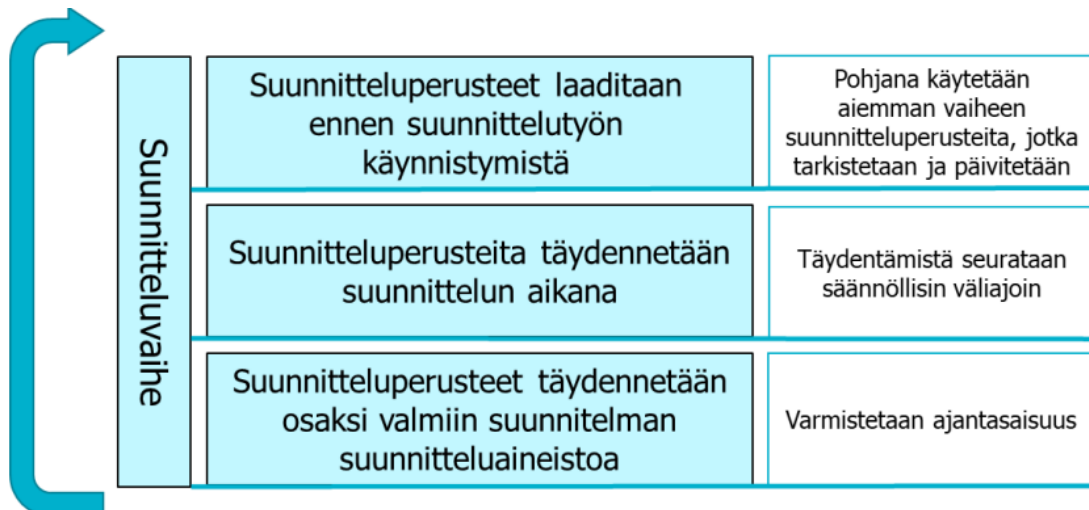 Suunnitteluvaihe
Suunnitteluperusteet laaditaan
ennen suunnittelutyön
käynnistymistä
Pohjana käytetään
aiemman vaiheen
suunnitteluperusteita, jotka
tarkistetaan ja päivitetään
Suunnitteluperusteita täydennetään
suunnittelun aikana
Täydentämistä seurataan
säännöllisin väliajoin
Suunnitteluperusteet täydennetään
osaksi valmiin suunnitelman
suunnitteluaineistoa
Varmistetaan ajantasaisuus